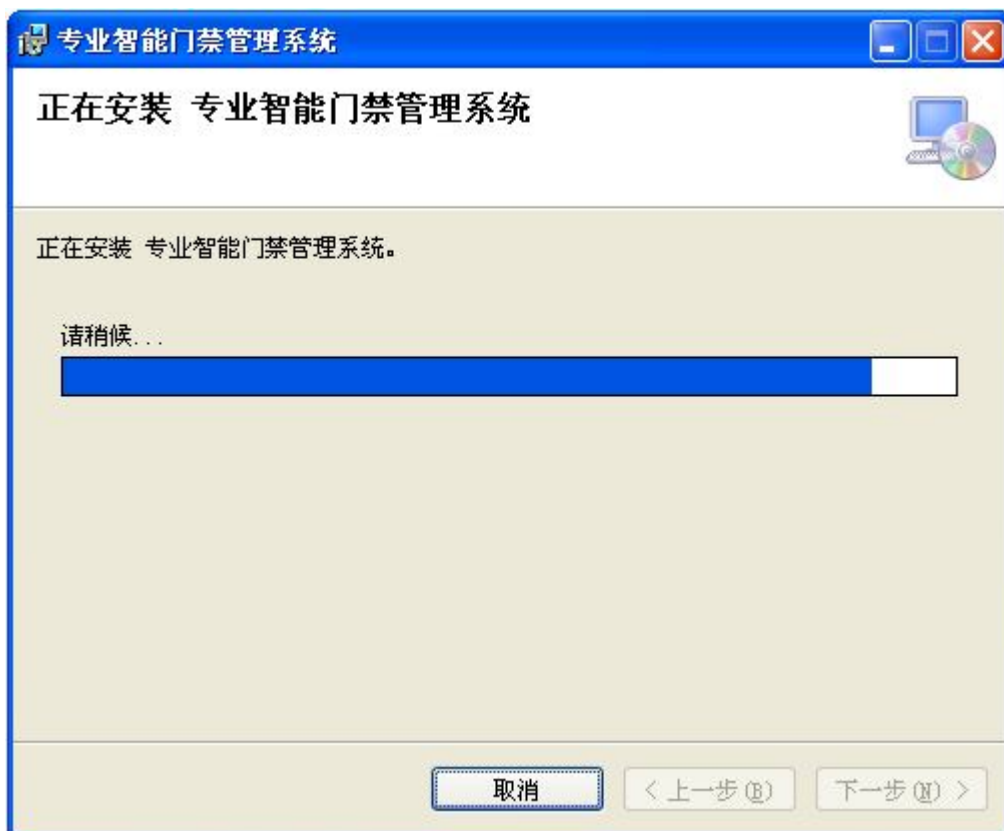 专业智能门禁管理系统
正在安装 专业智能门禁管理系统
正在安装 专业智能门禁管理系统。
请稍候...
取消
< 上一步(B)
下一步(N) >